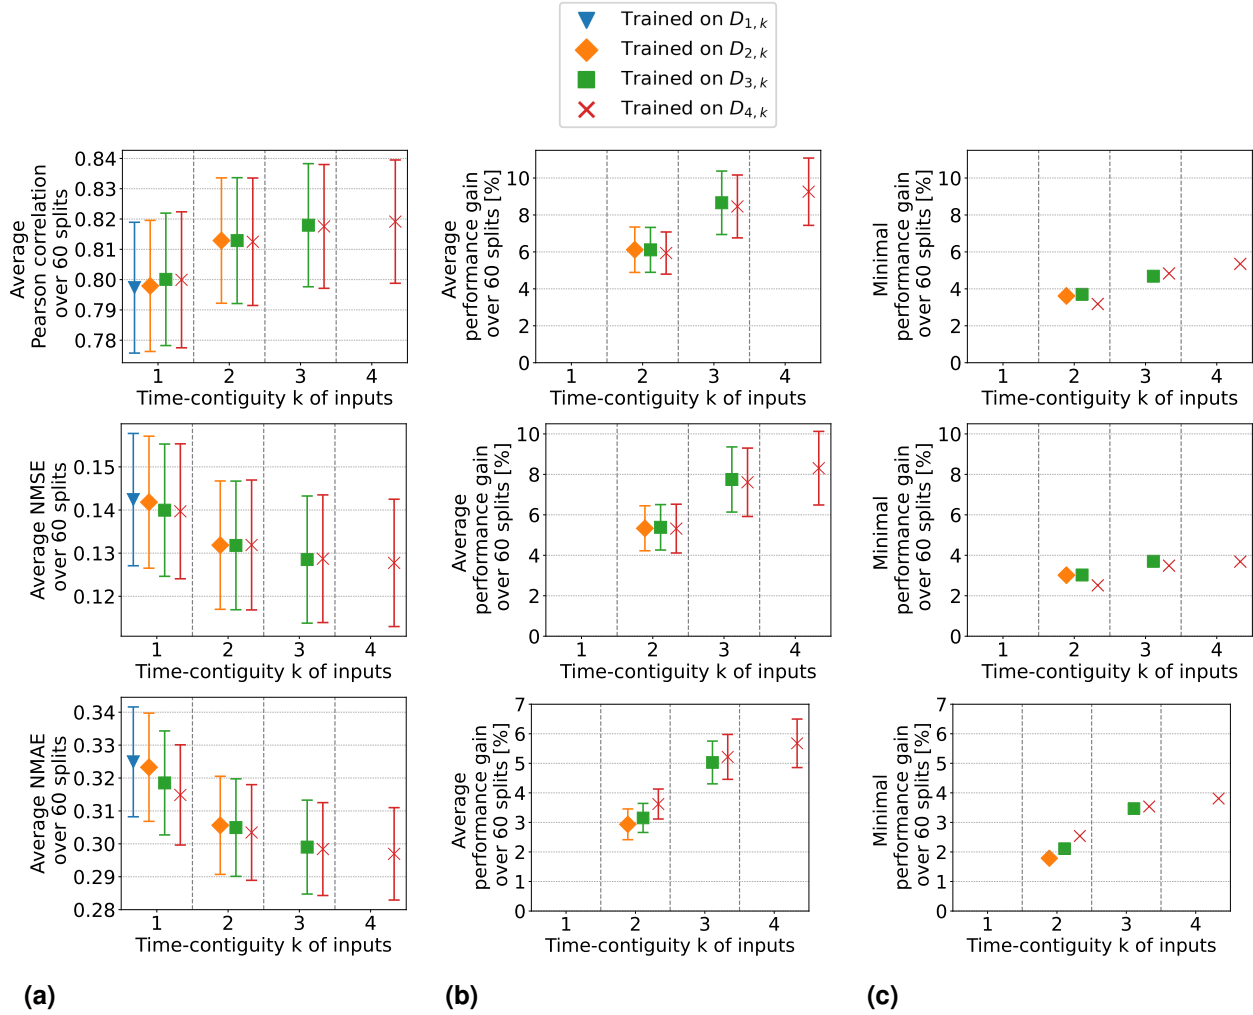 Trained on D1, k
Trained on D2, k
Trained on D3, k
Trained on D4, k
Average
Pearson correlation
over 60 splits
0.84
0.83
0.82
0.81
0.80
0.79
0.78
1 2 3 4
Time-contiguity k of inputs
Average
performance gain
over 60 splits [%]
10
8
6
4
2
0
1 2 3 4
Time-contiguity k of inputs
Minimal
performance gain
over 60 splits [%]
10
8
6
4
2
0
1 2 3 4
Time-contiguity k of inputs
Average NMSE
over 60 splits
0.15
0.14
0.13
0.12
1 2 3 4
Time-contiguity k of inputs
Average
performance gain
over 60 splits [%]
10
8
6
4
2
0
1 2 3 4
Time-contiguity k of inputs
Minimal
performance gain
over 60 splits [%]
10
8
6
4
2
0
1 2 3 4
Time-contiguity k of inputs
Average NMAE
over 60 splits
0.34
0.33
0.32
0.31
0.30
0.29
0.28
1 2 3 4
Time-contiguity k of inputs
Average
performance gain
over 60 splits [%]
7
6
5
4
3
2
1
0
1 2 3 4
Time-contiguity k of inputs
Minimal
performance gain
over 60 splits [%]
7
6
5
4
3
2
1
0
1 2 3 4
Time-contiguity k of inputs
(a)
(b)
(c)